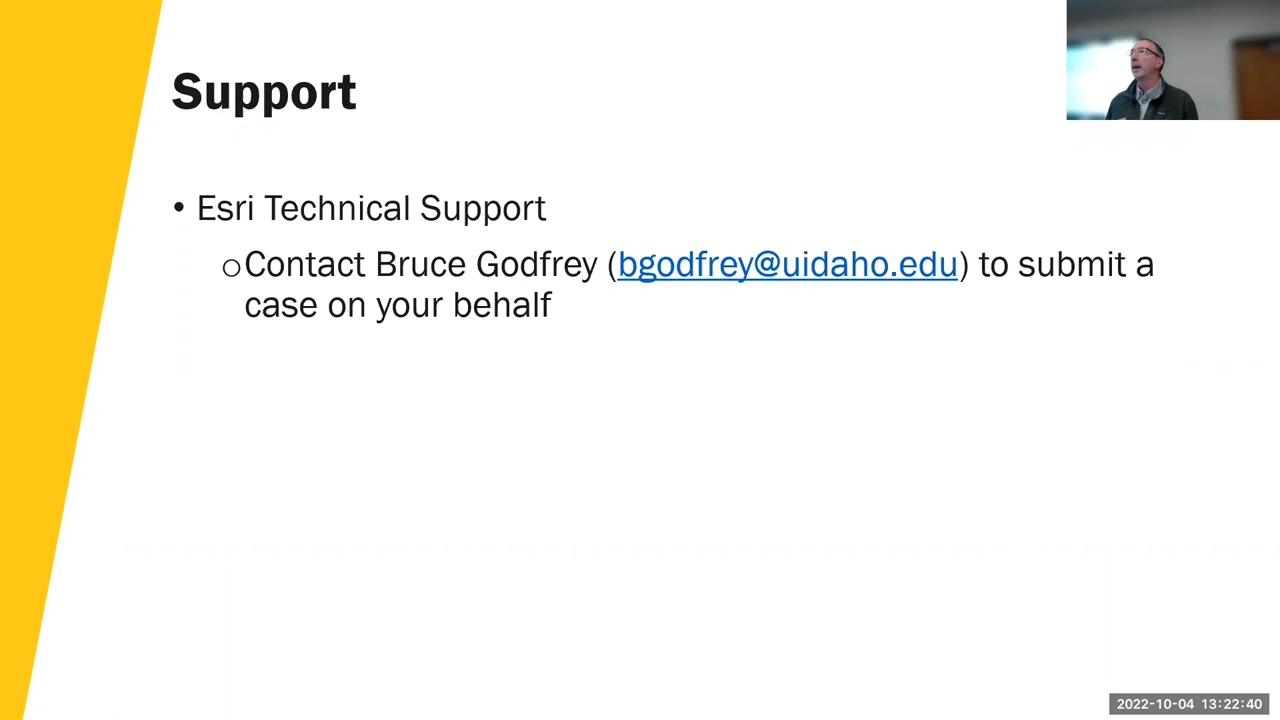 Support
• Esri Technical Support
oContact Bruce Godfrey (bgodfrey@uidaho.edu) to submit a
case on your behalf
2022-10-04 13:22:40